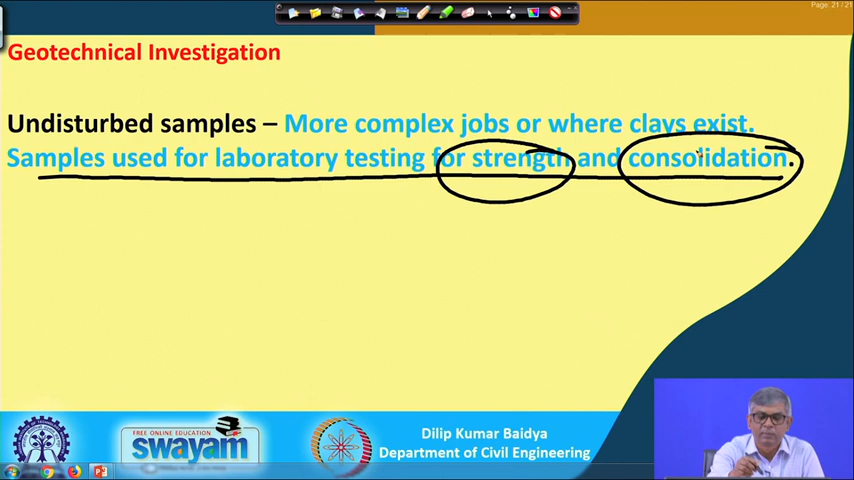 Page: 21 / 21
Geotechnical Investigation
Undisturbed samples – More complex jobs or where clays exist.
Samples used for laboratory testing for strength and consolidation.
FREE ONLINE EDUCATION
swayam
Dilip Kumar Baidya
Department of Civil Engineering